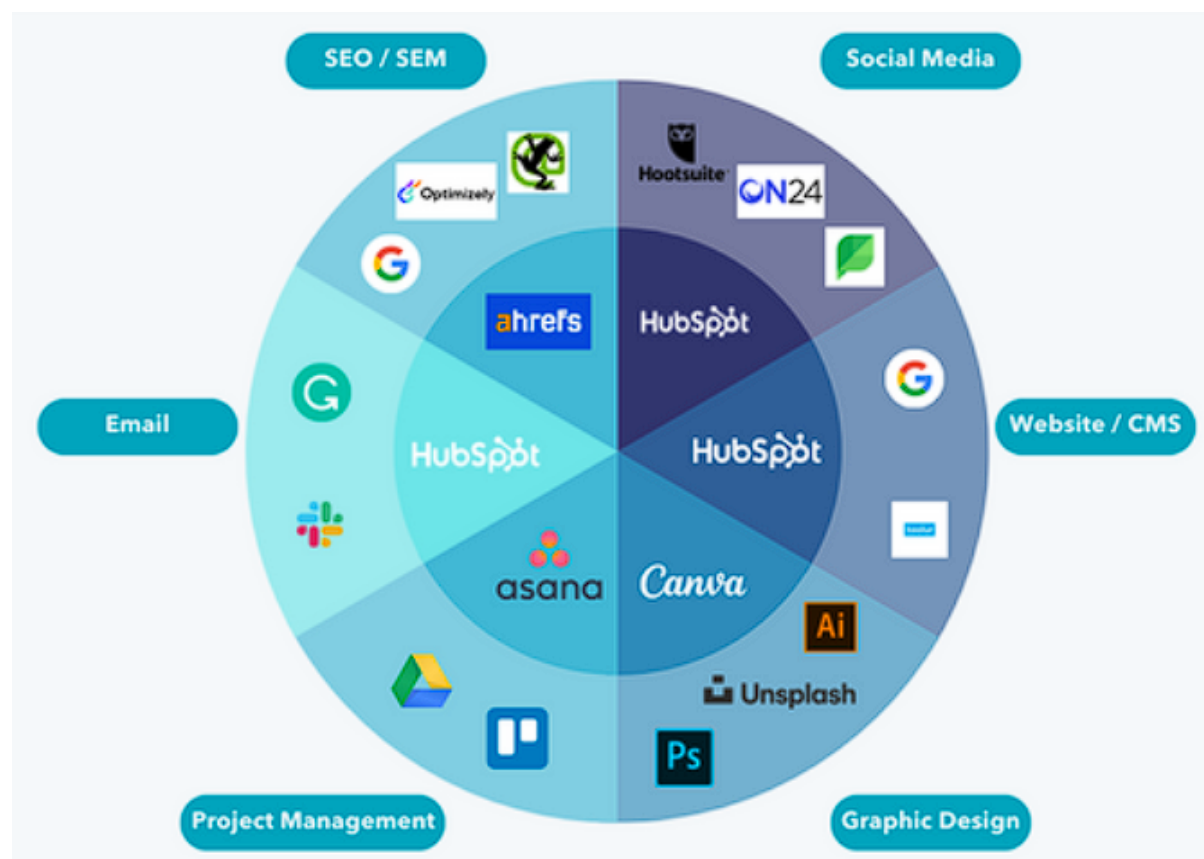 SEO / SEM
Social Media
Hootsuite
Optimizely
ON24
G
ahrefs
HubSpot
G
Email
G
HubSpot
HubSpot
Website / CMS
asana
Canva
Ai
Unsplash
Ps
Project Management
Graphic Design